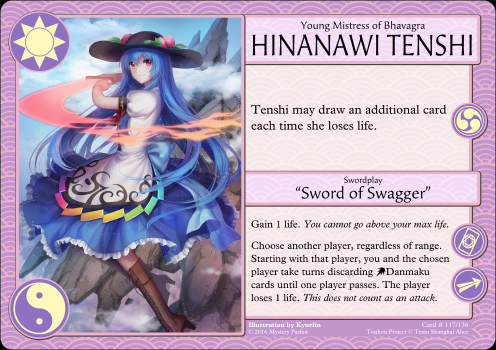 Young Mistress of Bhavagra
HINANAWI TENSHI
Tenshi may draw an additional card
each time she loses life.
Swordplay
“Sword of Swagger”
Gain 1 life. You cannot go above your max life.
Choose another player, regardless of range.
Starting with that player, you and the chosen
player take turns discarding Danmaku
cards until one player passes. The player
loses 1 life. This does not count as an attack.
Illustration by Kyuriin
Card # 117/136
© 2016 Mystery Parfait
Touhou Project © Team Shanghai Alice